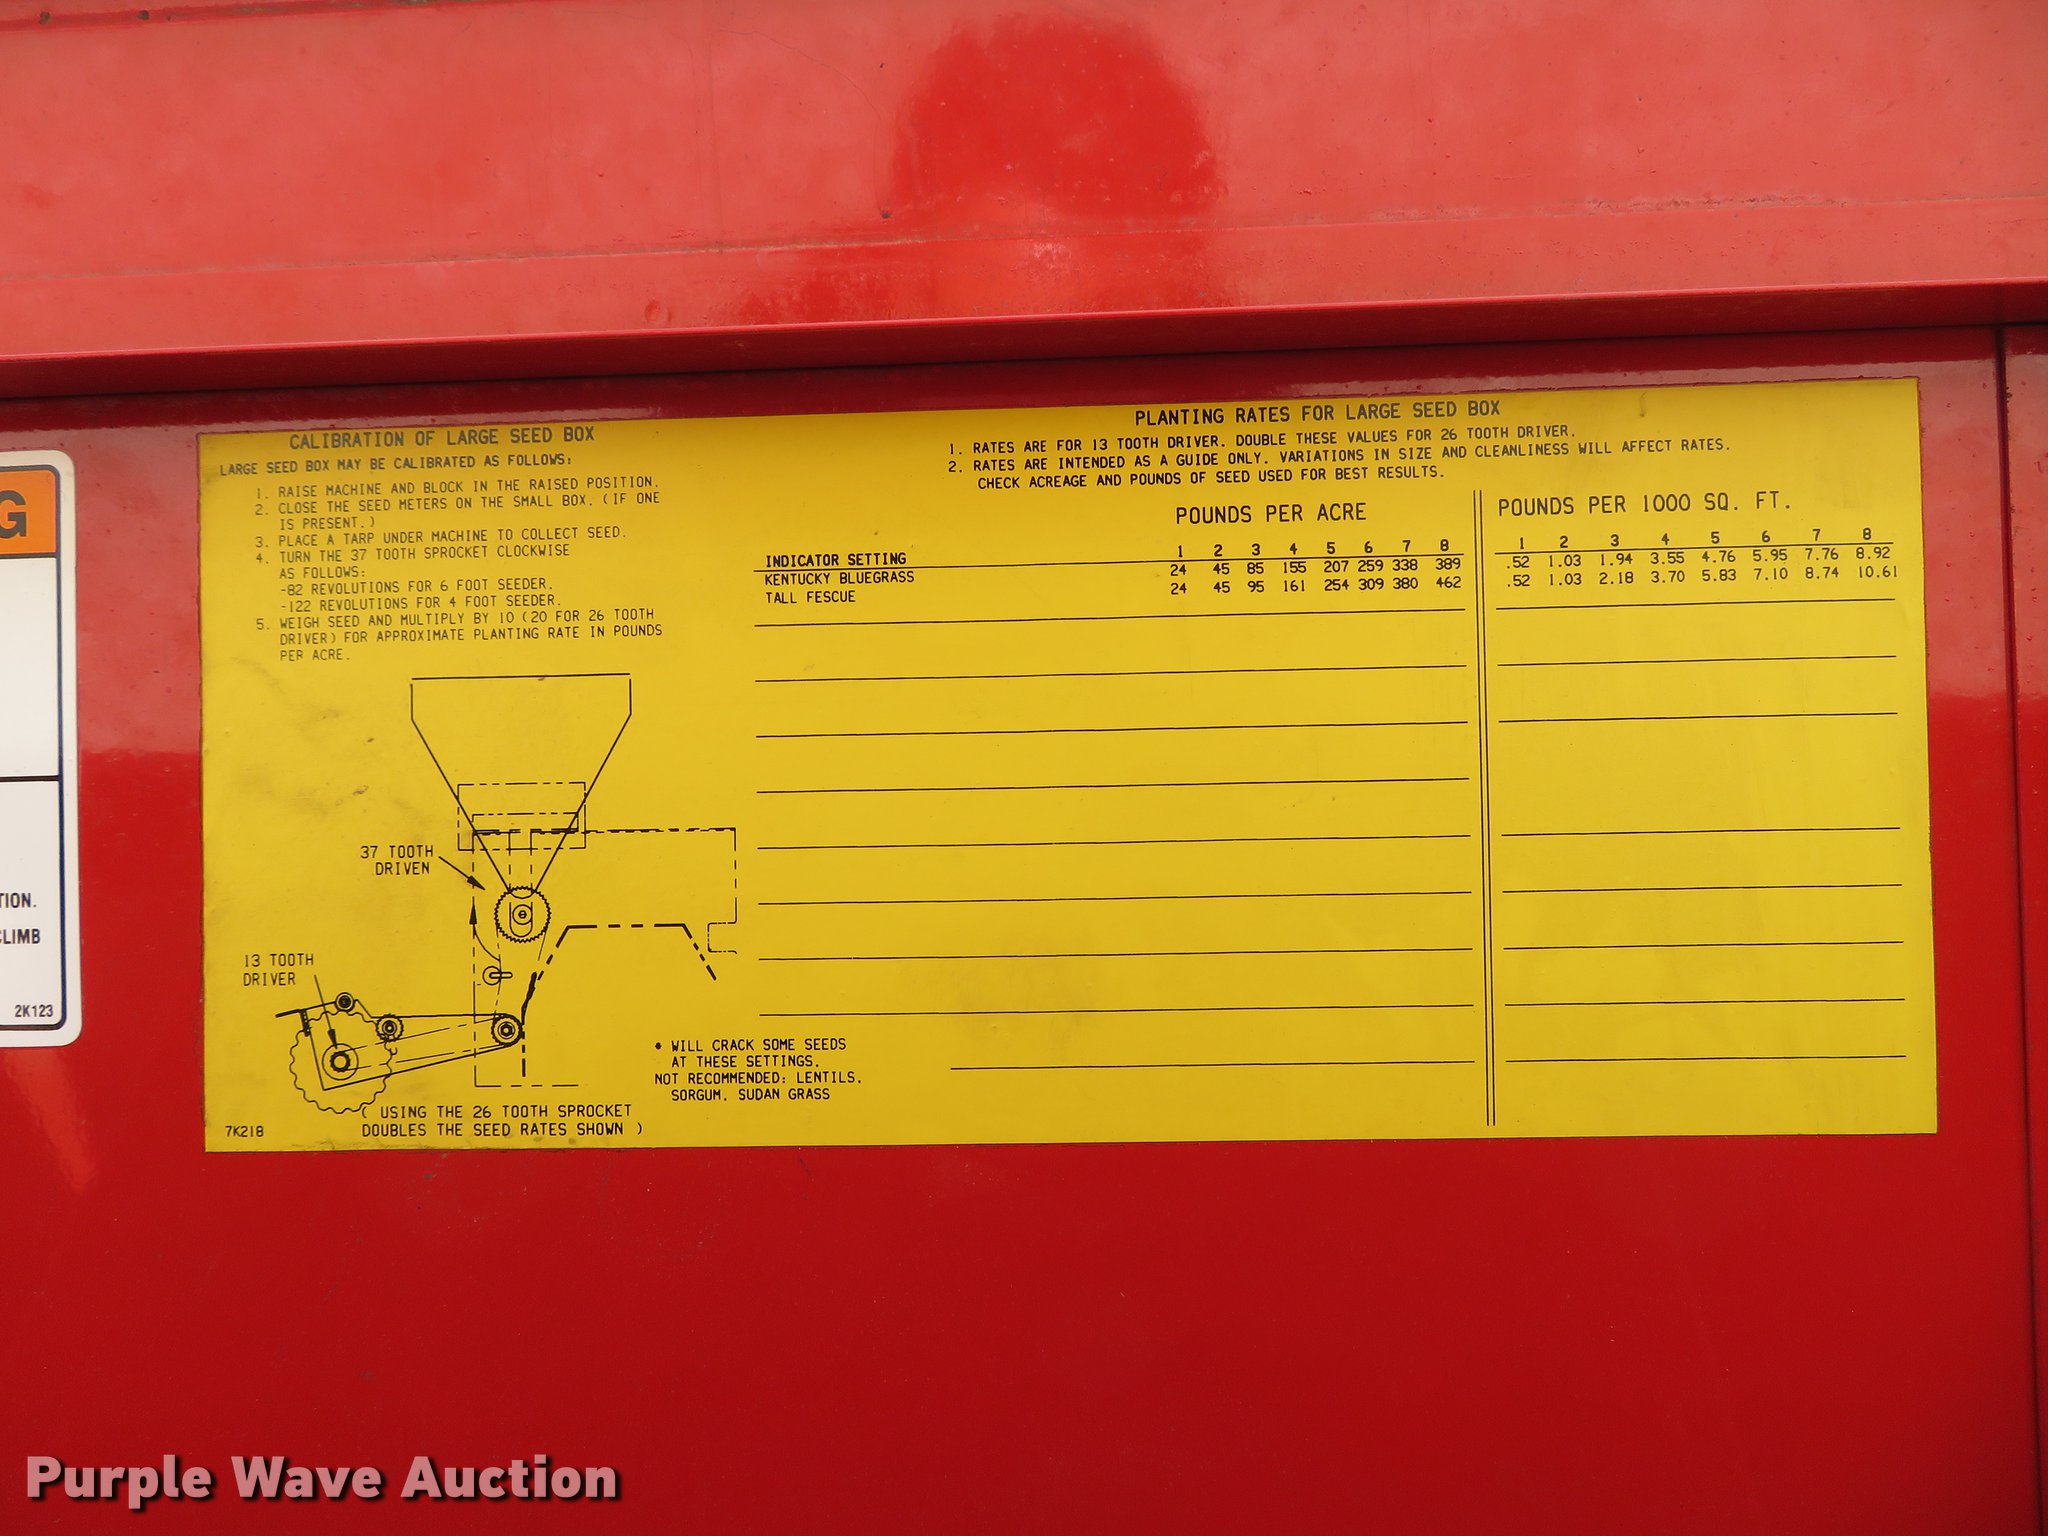 CALIBRATION OF LARGE SEED BOX
LARGE SEED BOX MAY BE CALIBRATED AS FOLLOWS:
1. RAISE MACHINE AND BLOCK IN THE RAISED POSITION.
2. CLOSE THE SEED METERS ON THE SMALL BOX. (IF ONE
IS PRESENT.)
3. PLACE A TARP UNDER MACHINE TO COLLECT SEED.
4. TURN THE 37 TOOTH SPROCKET CLOCKWISE
AS FOLLOWS:
-82 REVOLUTIONS FOR 6 FOOT SEEDER.
-122 REVOLUTIONS FOR 4 FOOT SEEDER.
5. WEIGH SEED AND MULTIPLY BY 10 (20 FOR 26 TOOTH
DRIVER) FOR APPROXIMATE PLANTING RATE IN POUNDS
PER ACRE.
37 TOOTH
DRIVEN
13 TOOTH
DRIVER
( USING THE 26 TOOTH SPROCKET
DOUBLES THE SEED RATES SHOWN )
7K218
* WILL CRACK SOME SEEDS
AT THESE SETTINGS.
NOT RECOMMENDED: LENTILS,
SORGUM, SUDAN GRASS
PLANTING RATES FOR LARGE SEED BOX
1. RATES ARE FOR 13 TOOTH DRIVER. DOUBLE THESE VALUES FOR 26 TOOTH DRIVER.
2. RATES ARE INTENDED AS A GUIDE ONLY. VARIATIONS IN SIZE AND CLEANLINESS WILL AFFECT RATES.
CHECK ACREAGE AND POUNDS OF SEED USED FOR BEST RESULTS.
POUNDS PER ACRE POUNDS PER 1000 SQ. FT.
INDICATOR SETTING 1 2 3 4 5 6 7 8 1 2 3 4 5 6 7 8
KENTUCKY BLUEGRASS 24 45 85 155 207 259 338 389 .52 1.03 1.94 3.55 4.76 5.95 7.76 8.92
TALL FESCUE 24 45 95 161 254 309 380 462 .52 1.03 2.18 3.70 5.83 7.10 8.74 10.61
G
TION.
CLIMB
2K123
Purple Wave Auction